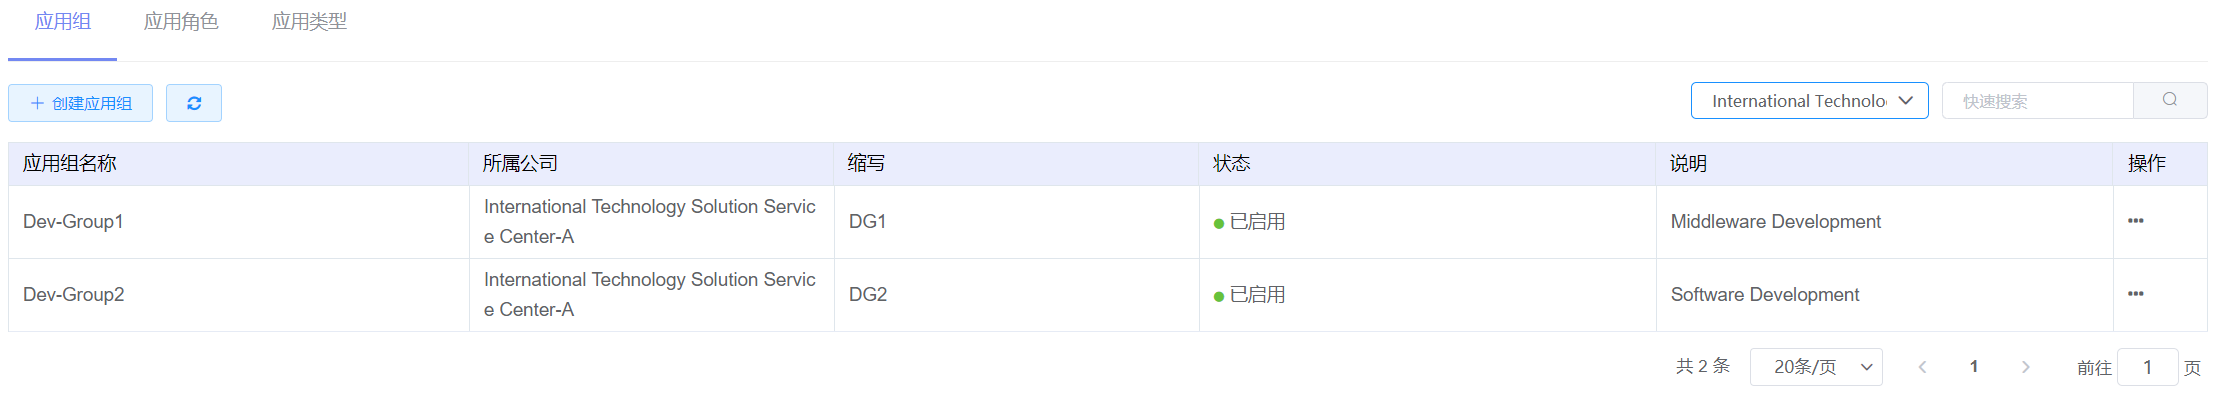 应用组 应用角色 应用类型
创建应用组 International Technolo 快速搜索
应用组名称 所属公司 缩写 状态 说明 操作
Dev-Group1 International Technology Solution Servic
e Center-A DG1 已启用 Middleware Development
Dev-Group2 International Technology Solution Servic
e Center-A DG2 已启用 Software Development
共 2 条 20条/页 1 前往 1 页